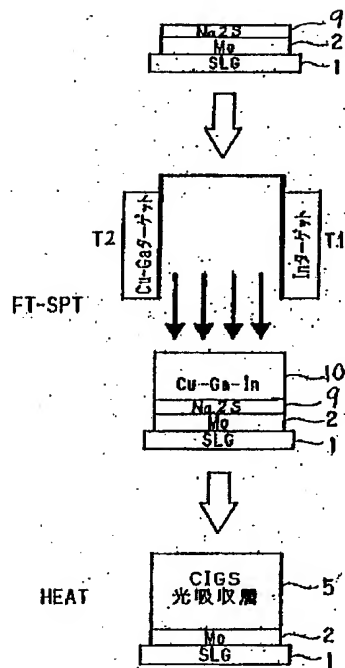 Na2S 9
Mo 2
SLG 1
T2 Cu-Gaターゲット
Inターゲット T1
FT-SPT
Cu-Ga-In 10
Na2S 9
Mo 2
SLG 1
HEAT
CIGS
光吸収層 5
Mo 2
SLG 1